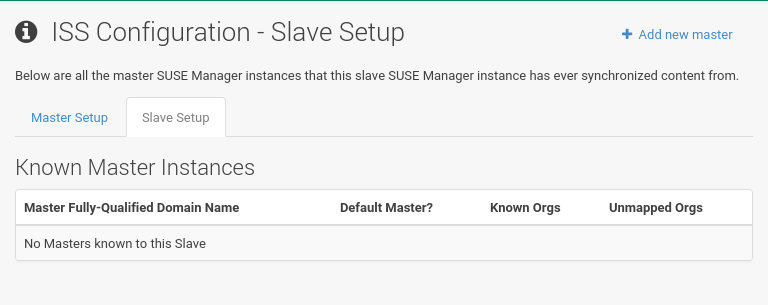 ISS Configuration - Slave Setup
Add new master
Below are all the master SUSE Manager instances that this slave SUSE Manager instance has ever synchronized content from.
Master Setup
Slave Setup
Known Master Instances
Master Fully-Qualified Domain Name
Default Master?
Known Orgs
Unmapped Orgs
No Masters known to this Slave